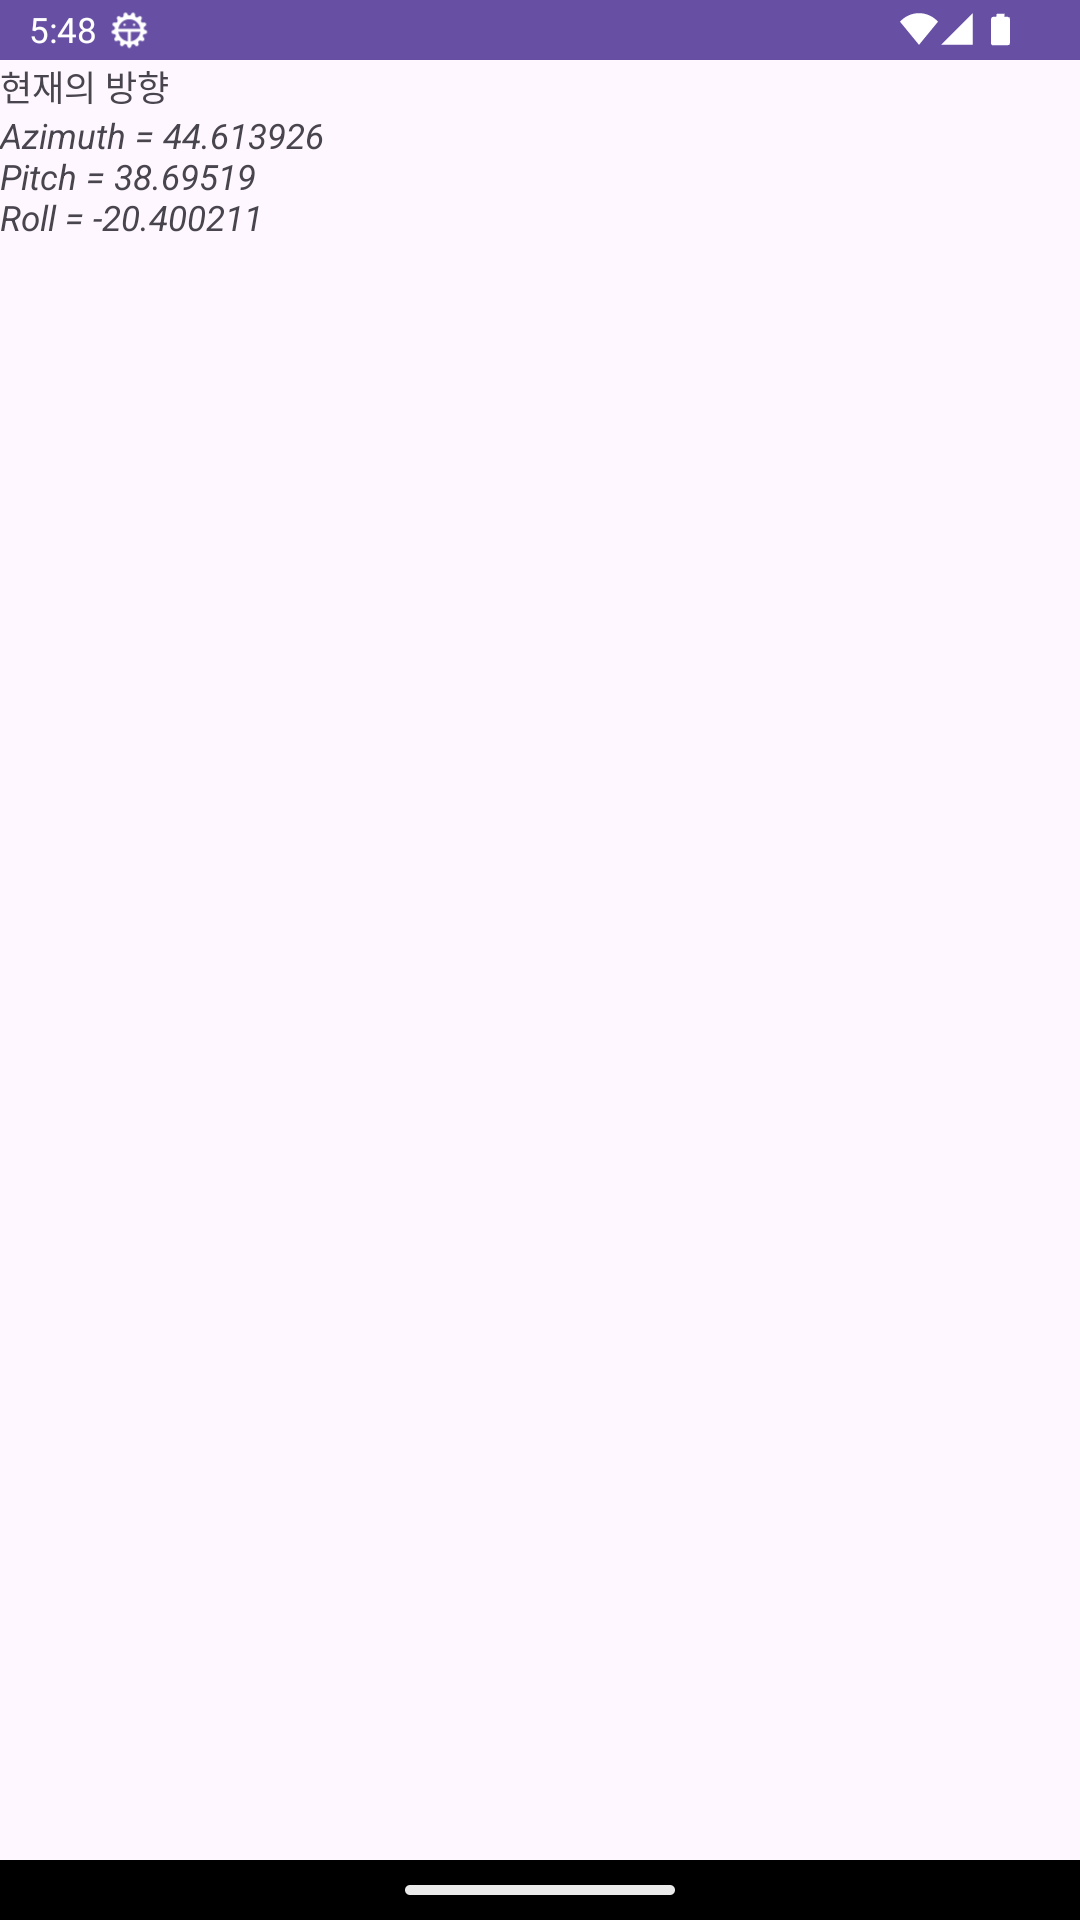 5:48
현재의 방향
Azimuth = 44.613926
Pitch = 38.69519
Roll = -20.400211